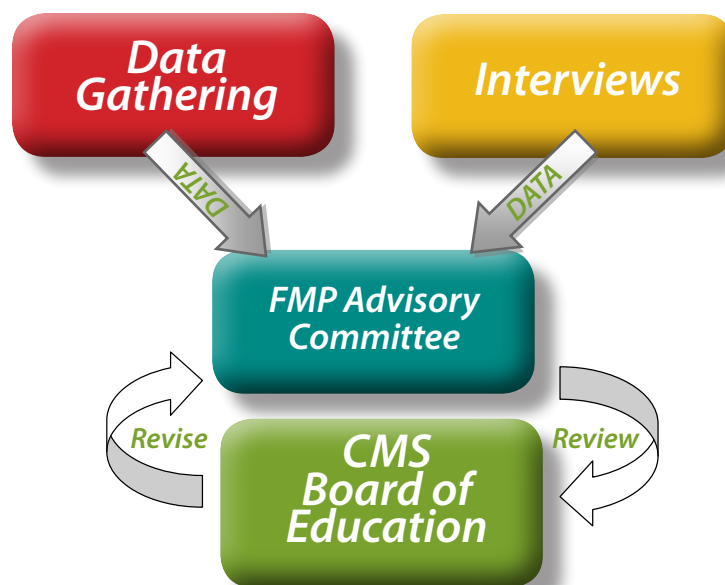 Data
Gathering
Interviews
DATA
DATA
FMP Advisory
Committee
Revise
Review
CMS
Board of
Education